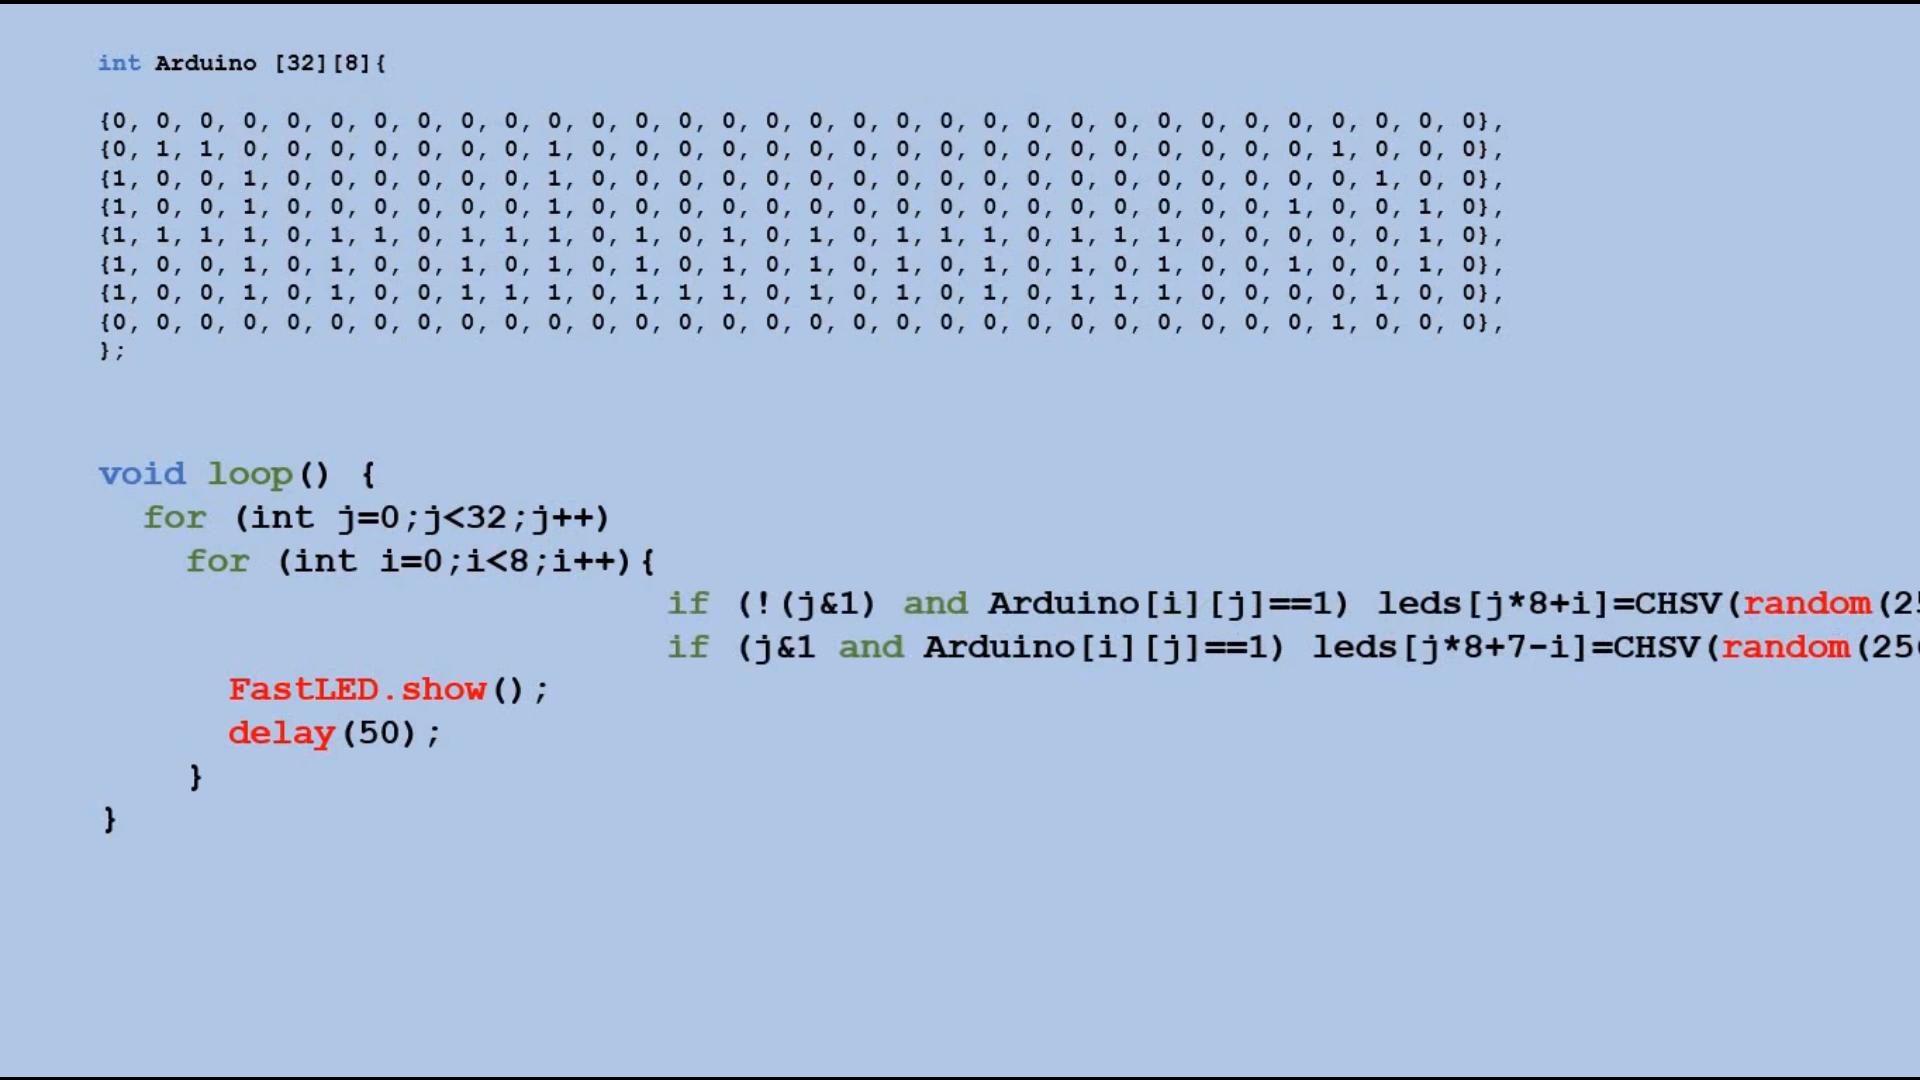 int Arduino [32][8]{
{0, 0, 0, 0, 0, 0, 0, 0, 0, 0, 0, 0, 0, 0, 0, 0, 0, 0, 0, 0, 0, 0, 0, 0, 0, 0, 0, 0, 0, 0, 0, 0},
{0, 1, 1, 0, 0, 0, 0, 0, 0, 0, 1, 0, 0, 0, 0, 0, 0, 0, 0, 0, 0, 0, 0, 0, 0, 0, 0, 0, 1, 0, 0, 0},
{1, 0, 0, 1, 0, 0, 0, 0, 0, 0, 1, 0, 0, 0, 0, 0, 0, 0, 0, 0, 0, 0, 0, 0, 0, 0, 0, 0, 0, 1, 0, 0},
{1, 0, 0, 1, 0, 0, 0, 0, 0, 0, 1, 0, 0, 0, 0, 0, 0, 0, 0, 0, 0, 0, 0, 0, 0, 0, 0, 1, 0, 0, 1, 0},
{1, 1, 1, 1, 0, 1, 1, 0, 1, 1, 1, 0, 1, 0, 1, 0, 1, 0, 1, 1, 1, 0, 1, 1, 1, 0, 0, 0, 0, 0, 1, 0},
{1, 0, 0, 1, 0, 1, 0, 0, 1, 0, 1, 0, 1, 0, 1, 0, 1, 0, 1, 0, 1, 0, 1, 0, 1, 0, 0, 1, 0, 0, 1, 0},
{1, 0, 0, 1, 0, 1, 0, 0, 1, 1, 1, 0, 1, 1, 1, 0, 1, 0, 1, 0, 1, 0, 1, 1, 1, 0, 0, 0, 0, 1, 0, 0},
{0, 0, 0, 0, 0, 0, 0, 0, 0, 0, 0, 0, 0, 0, 0, 0, 0, 0, 0, 0, 0, 0, 0, 0, 0, 0, 0, 0, 1, 0, 0, 0},
};
void loop() {
for (int j=0;j<32;j++)
for (int i=0;i<8;i++){
if (!(j&1) and Arduino[i][j]==1) leds[j*8+i]=CHSV(random(2
if (j&1 and Arduino[i][j]==1) leds[j*8+7-i]=CHSV(random(25
FastLED.show();
delay(50);
}
}